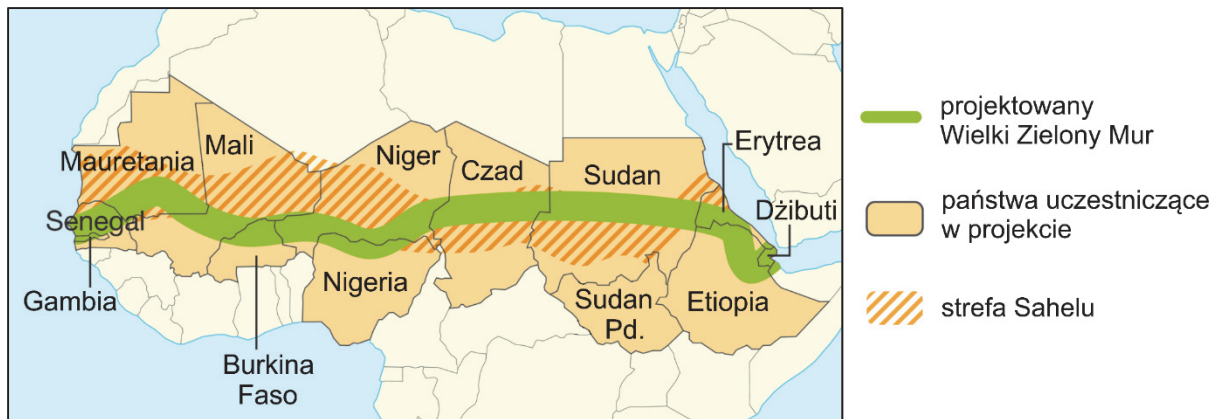 Mauretania
Mali
Niger
Czad
Sudan
Erytrea
Dżibuti
Senegal
Gambia
Burkina
Faso
Nigeria
Sudan
Pd.
Etiopia
projektowany
Wielki Zielony Mur
państwa uczestniczące
w projekcie
strefa Sahelu